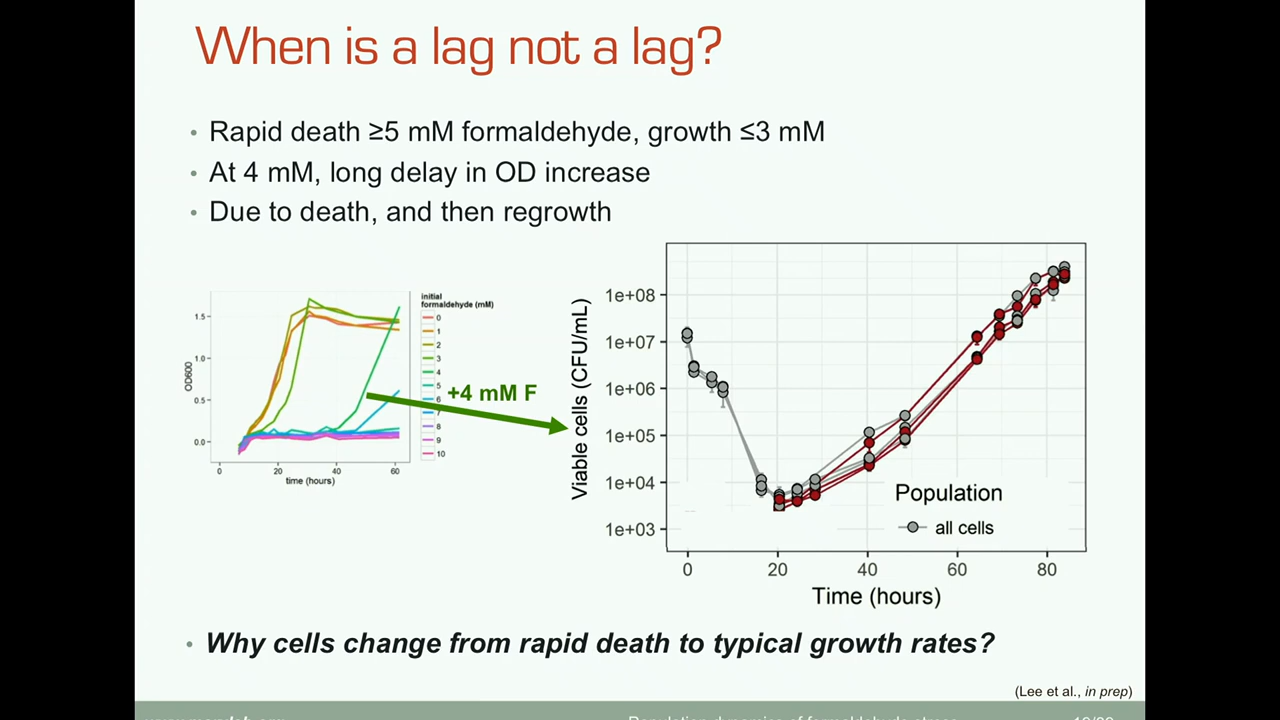 When is a lag not a lag?
• Rapid death ≥5 mM formaldehyde, growth ≤3 mM
• At 4 mM, long delay in OD increase
• Due to death, and then regrowth
OD600
1.5
1.0
0.5
0.0
0
20
40
60
time (hours)
initial
formaldehyde (mM)
0
1
2
3
4
5
6
7
8
9
10
+4 mM F
Viable cells (CFU/mL)
1e+08
1e+07
1e+06
1e+05
1e+04
1e+03
0
20
40
60
80
Time (hours)
Population
all cells
• Why cells change from rapid death to typical growth rates?
(Lee et al., in prep)
Population dynamics of formaldehyde stress